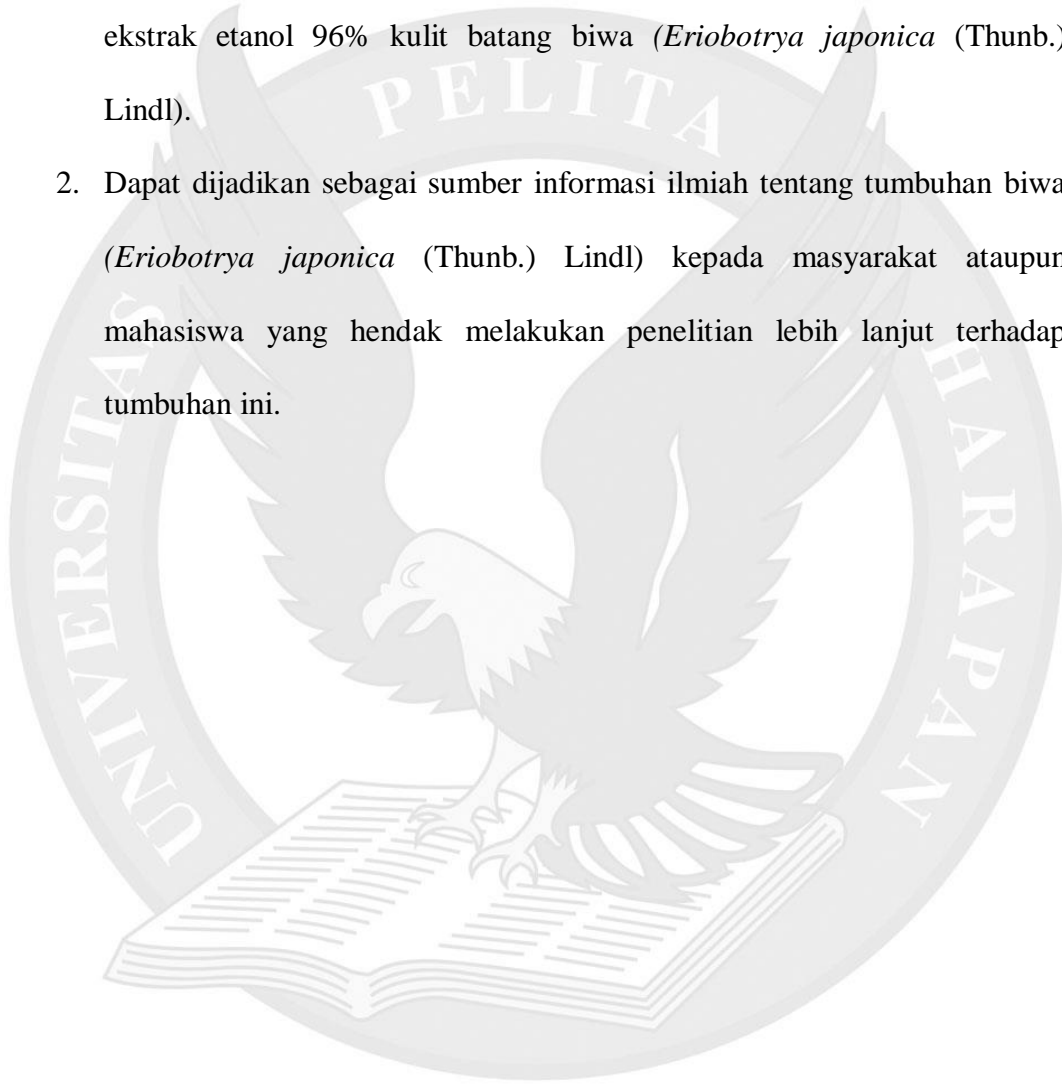 ekstrak etanol 96% kulit batang biwa (Eriobotrya japonica (Thunb.)
Lindl).
2. Dapat dijadikan sebagai sumber informasi ilmiah tentang tumbuhan biwa
(Eriobotrya japonica (Thunb.) Lindl) kepada masyarakat ataupun
mahasiswa yang hendak melakukan penelitian lebih lanjut terhadap
tumbuhan ini.
UNIVERSITAS
PELITA
HARAPAN